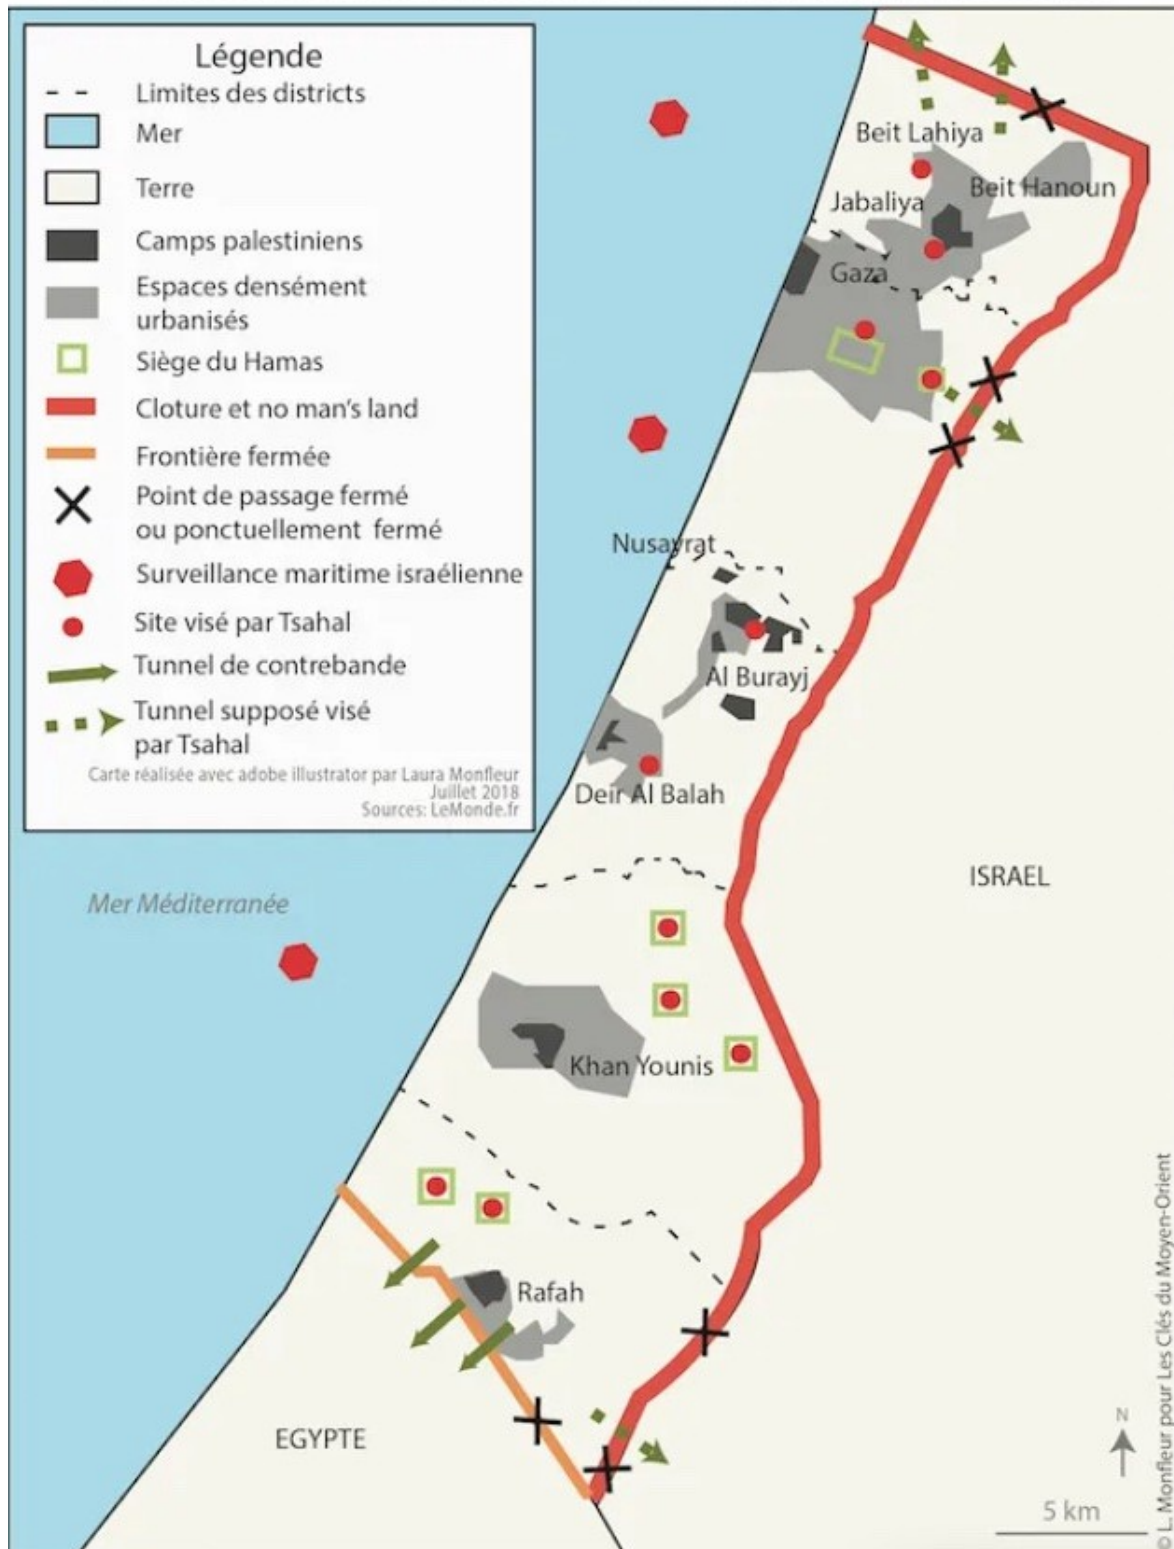 Légende
Limites des districts
Mer
Terre
Camps palestiniens
Espaces densément
urbanisés
Siège du Hamas
Cloture et no man's land
Frontière fermée
Point de passage fermé
ou ponctuellement fermé
Surveillance maritime israélienne
Site visé par Tsahal
Tunnel de contrebande
Tunnel supposé visé
par Tsahal
Carte réalisée avec adobe illustrator par Laura Monfleur
Juillet 2018
Sources: LeMonde.fr
Beit Lahiya
Beit Hanoun
Jabaliya
Gaza
Nusayrat
Al Burayj
Deir Al Balah
ISRAEL
Mer Méditerranée
Khan Younis
Rafah
EGYPTE
N
5 km
© L. Monfleur pour Les Clés du Moyen-Orient